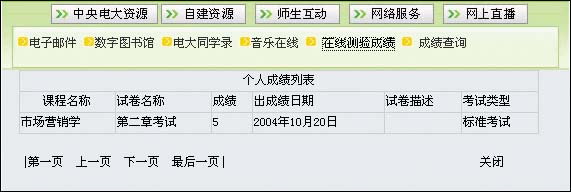 中央电大资源 自建资源 师生互动 网络服务 网上直播
电子邮件 数字图书馆 电大同学录 音乐在线 在线测验成绩 成绩查询
个人成绩列表
课程名称 试卷名称 成绩 出成绩日期 试卷描述 考试类型
市场营销学 第二章考试 5 2004年10月20日 标准考试
|第一页 上一页 下一页 最后一页| 关闭